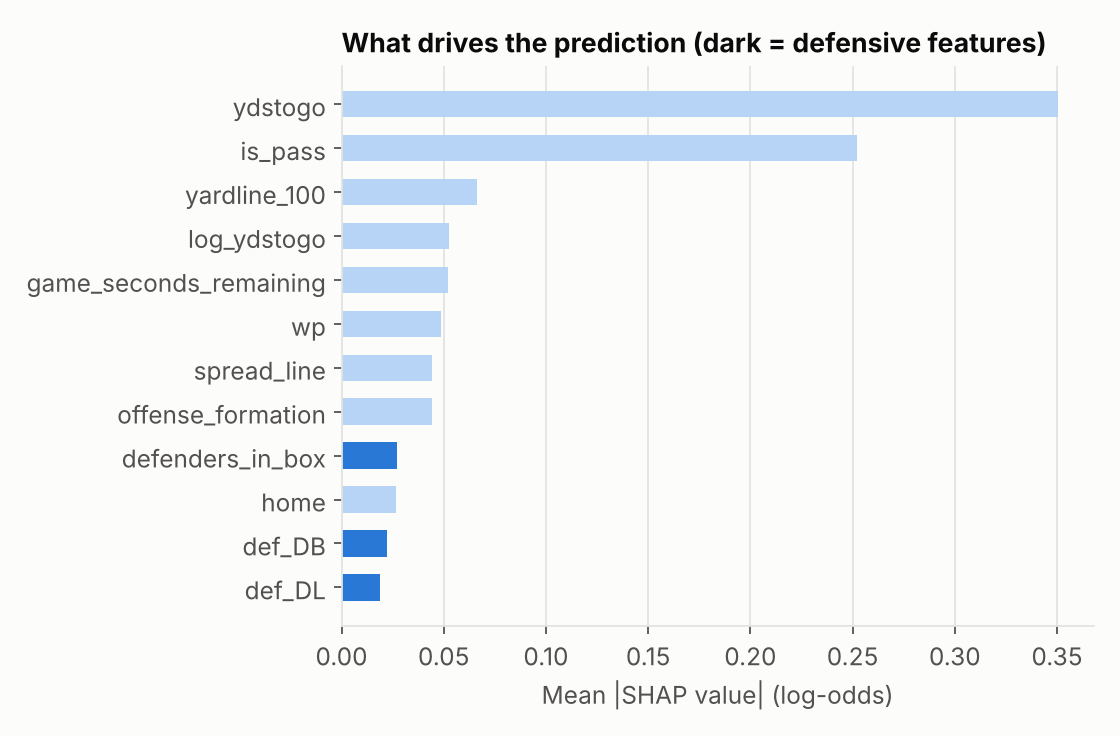 What drives the prediction (dark = defensive features)
ydstogo
is_pass
yardline_100
log_ydstogo
game_seconds_remaining
wp
spread_line
offense_formation
defenders_in_box
home
def_DB
def_DL
0.00 0.05 0.10 0.15 0.20 0.25 0.30 0.35
Mean |SHAP value| (log-odds)